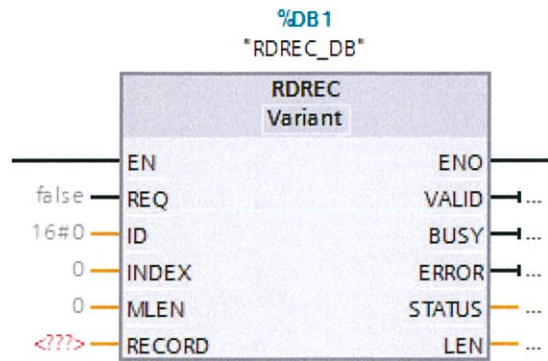 %DB1
"RDREC_DB"
RDREC
Variant
EN ENO
false REQ VALID ...
16#0 ID BUSY ...
0 INDEX ERROR ...
0 MLEN STATUS ...
<???> RECORD LEN ...